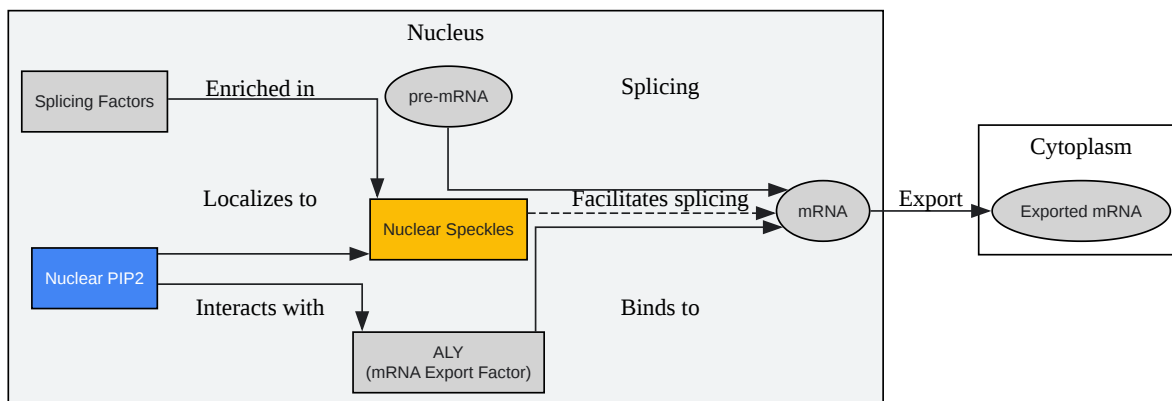 Nucleus
Splicing Factors
Enriched in
pre-mRNA
Splicing
Cytoplasm
Localizes to
Facilitates splicing
Export
mRNA
Exported mRNA
Nuclear Speckles
Nuclear PIP2
Interacts with
Binds to
ALY
(mRNA Export Factor)